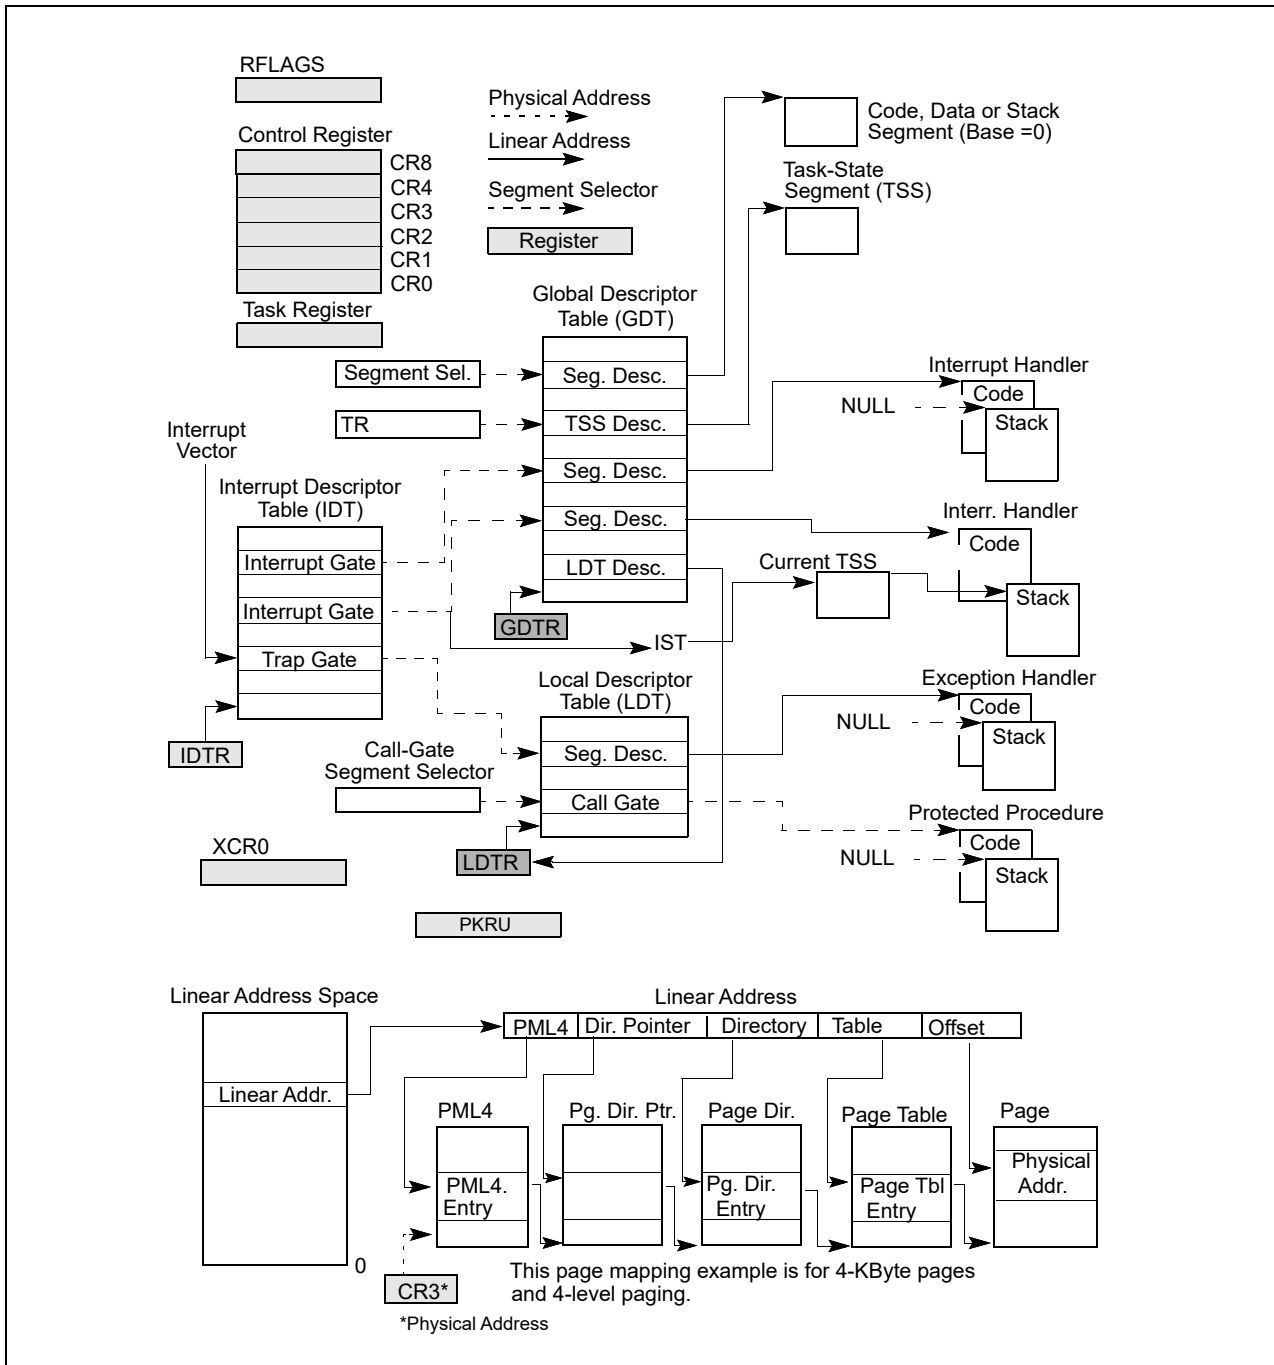 RFLAGS
Control Register
CR8
CR4
CR3
CR2
CR1
CR0
Task Register
Physical Address
Linear Address
Segment Selector
Register
Code, Data or Stack
Segment (Base =0)
Task-State
Segment (TSS)
Global Descriptor
Table (GDT)
Segment Sel.
Seg. Desc.
TR
TSS Desc.
Seg. Desc.
Seg. Desc.
LDT Desc.
GDTR
Interrupt Handler
Code
NULL
Stack
Interrupt
Vector
Interrupt Descriptor
Table (IDT)
Interrupt Gate
Interrupt Gate
Trap Gate
IDTR
Interr. Handler
Code
Current TSS
Stack
IST
Local Descriptor
Table (LDT)
Seg. Desc.
Call-Gate
Segment Selector
Call Gate
LDTR
Exception Handler
Code
NULL
Stack
Protected Procedure
Code
NULL
Stack
XCR0
PKRU
Linear Address Space
Linear Addr.
0
Linear Address
PML4
Dir. Pointer
Directory
Table
Offset
PML4
Pg. Dir. Ptr.
Page Dir.
Page Table
Page
PML4.
Entry
Pg. Dir.
Entry
Page Tbl
Entry
Physical
Addr.
CR3*
This page mapping example is for 4-KByte pages
and 4-level paging.
*Physical Address